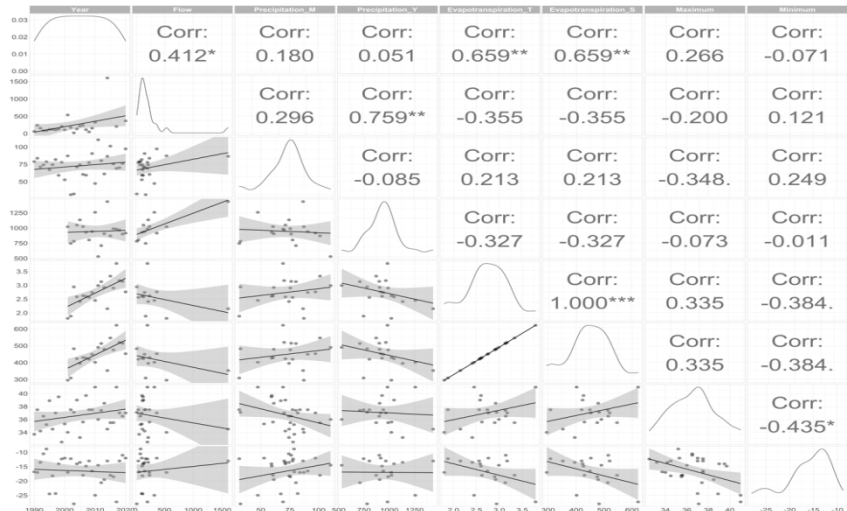 Year Flow Precipitation_M Precipitation_Y Evapotranspiration_T Evapotranspiration_S Maximum Minimum
0.03 0.02 0.01 0.00
Corr: 0.412* Corr: 0.180 Corr: 0.051 Corr: 0.659** Corr: 0.659** Corr: 0.266 Corr: -0.071
1500 1000 500 0
Corr: 0.296 Corr: 0.759** Corr: -0.355 Corr: -0.355 Corr: -0.200 Corr: 0.121
100 75 50
Corr: -0.085 Corr: 0.213 Corr: 0.213 Corr: -0.348. Corr: 0.249
1250 1000 750 500
Corr: -0.327 Corr: -0.327 Corr: -0.073 Corr: -0.011
3.5 3.0 2.5 2.0
Corr: 1.000*** Corr: 0.335 Corr: -0.384.
600 500 400 300
Corr: 0.335 Corr: -0.384.
40 38 36 34
Corr: -0.435*
-10 -15 -20 -25
1990 2000 2010 2020 0 500 1000 1500 50 75 100 500 750 1000 1250 2.0 2.5 3.0 3.5 300 400 500 600 34 36 38 40 -25 -20 -15 -10